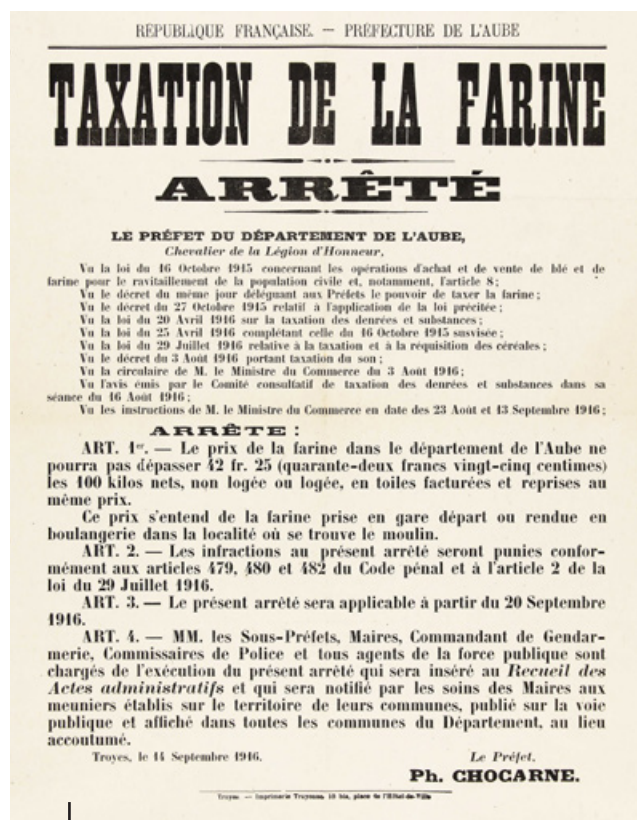 RÉPUBLIQUE FRANÇAISE. — PRÉFECTURE DE L'AUBE
TAXATION DE LA FARINE
ARRÊTÉ
LE PRÉFET DU DÉPARTEMENT DE L'AUBE,
Chevalier de la Légion d'Honneur,
Vu la loi du 16 Octobre 1915 concernant les opérations d'achat et de vente de blé et de
farine pour le ravitaillement de la population civile et, notamment, l'article 8;
Vu le décret du même jour déléguant aux Préfets le pouvoir de taxer la farine;
Vu le décret du 27 Octobre 1915 relatif à l'application de la loi précitée;
Vu la loi du 20 Avril 1916 sur la taxation des denrées et substances;
Vu la loi du 25 Avril 1916 complétant celle du 16 Octobre 1915 susvisée;
Vu la loi du 29 Juillet 1916 relative à la taxation et à la réquisition des céréales;
Vu le décret du 3 Août 1916 portant taxation du son;
Vu la circulaire de M. le Ministre du Commerce du 3 Août 1916;
Vu l'avis émis par le Comité consultatif de taxation des denrées et substances dans sa
séance du 16 Août 1916;
Vu les instructions de M. le Ministre du Commerce en date des 23 Août et 13 Septembre 1916;
ARRÊTE :
ART. 1er. — Le prix de la farine dans le département de l'Aube ne
pourra pas dépasser 42 fr. 25 (quarante-deux francs vingt-cinq centimes)
les 100 kilos nets, non logée ou logée, en toiles facturées et reprises au
même prix.
Ce prix s'entend de la farine prise en gare départ ou rendue en
boulangerie dans la localité où se trouve le moulin.
ART. 2. — Les infractions au présent arrêté seront punies confor-
mément aux articles 479, 480 et 482 du Code pénal et à l'article 2 de la
loi du 29 Juillet 1916.
ART. 3. — Le présent arrêté sera applicable à partir du 20 Septembre
1916.
ART. 4. — MM. les Sous-Préfets, Maires, Commandant de Gendar-
merie, Commissaires de Police et tous agents de la force publique sont
chargés de l'exécution du présent arrêté qui sera inséré au Recueil des
Actes administratifs et qui sera notifié par les soins des Maires aux
meuniers établis sur le territoire de leurs communes, publié sur la voie
publique et affiché dans toutes les communes du Département, au lieu
accoutumé.
Troyes, le 14 Septembre 1916.
Le Préfet,
Ph. CHOCARNE.
Troyes. — Imprimerie Troyenne, 18 bis, place de l'Hôtel-de-Ville